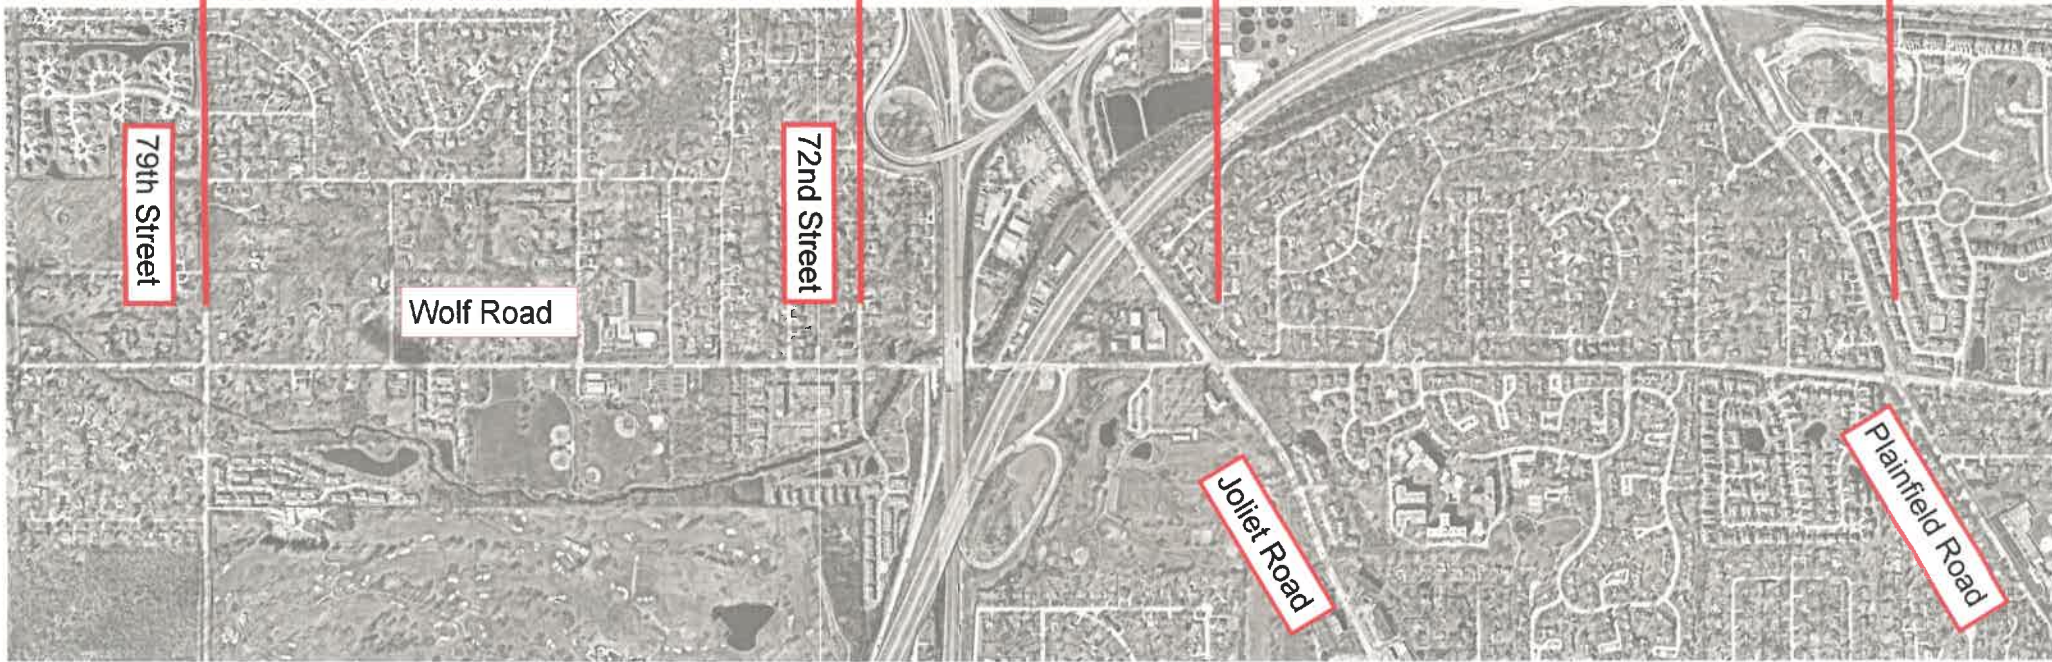 79th Street
Wolf Road
72nd Street
Joliet Road
Plainfield Road